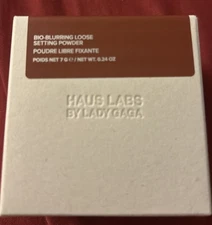 BIO-BLURRING LOOSE
SETTING POWDER
POUDRE LIBRE FIXANTE
POIDS NET 7 G ℮ / NET WT. 0.24 OZ
HAUS LABS
BY LADY GAGA